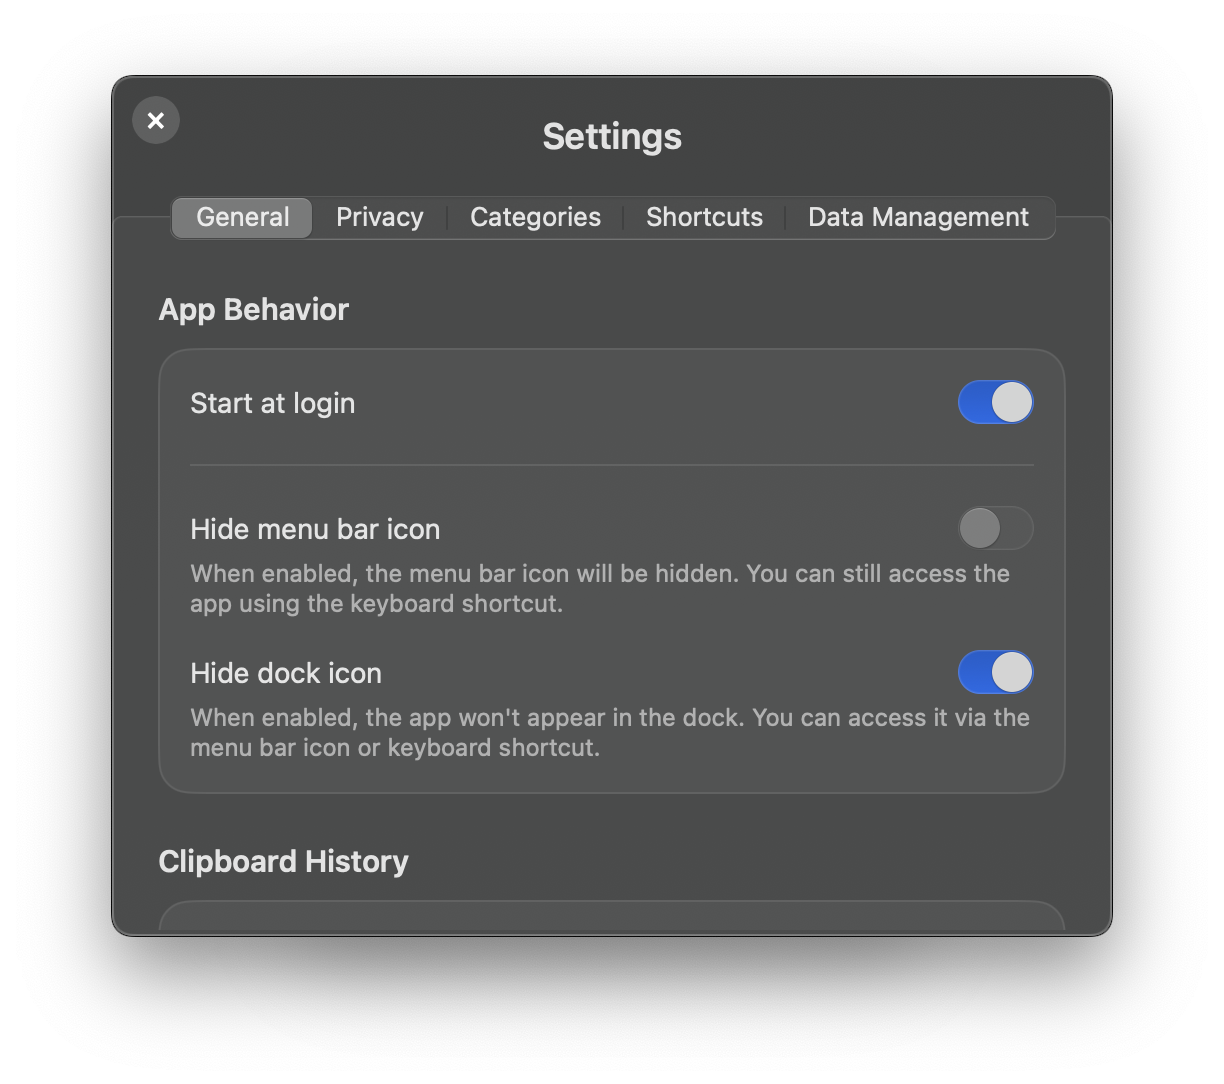 Settings
General
Privacy
Categories
Shortcuts
Data Management
App Behavior
Start at login
Hide menu bar icon
When enabled, the menu bar icon will be hidden. You can still access the
app using the keyboard shortcut.
Hide dock icon
When enabled, the app won't appear in the dock. You can access it via the
menu bar icon or keyboard shortcut.
Clipboard History